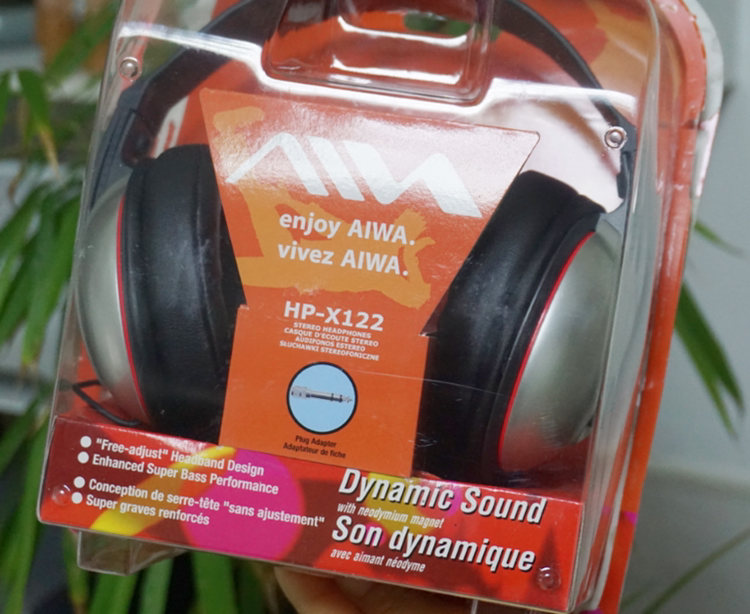 AIWA
enjoy AIWA.
vivez AIWA.
HP-X122
STEREO HEADPHONES
CASQUE D'ECOUTE STEREO
AUDIFONOS ESTEREO
SŁUCHAWKI STEREOFONICZNE
Plug Adapter
Adaptateur de fiche
"Free-adjust" Headband Design
Enhanced Super Bass Performance
Conception de serre-tête "sans ajustement"
Super graves renforcés
Dynamic Sound
with neodymium magnet
Son dynamique
avec aimant néodyme